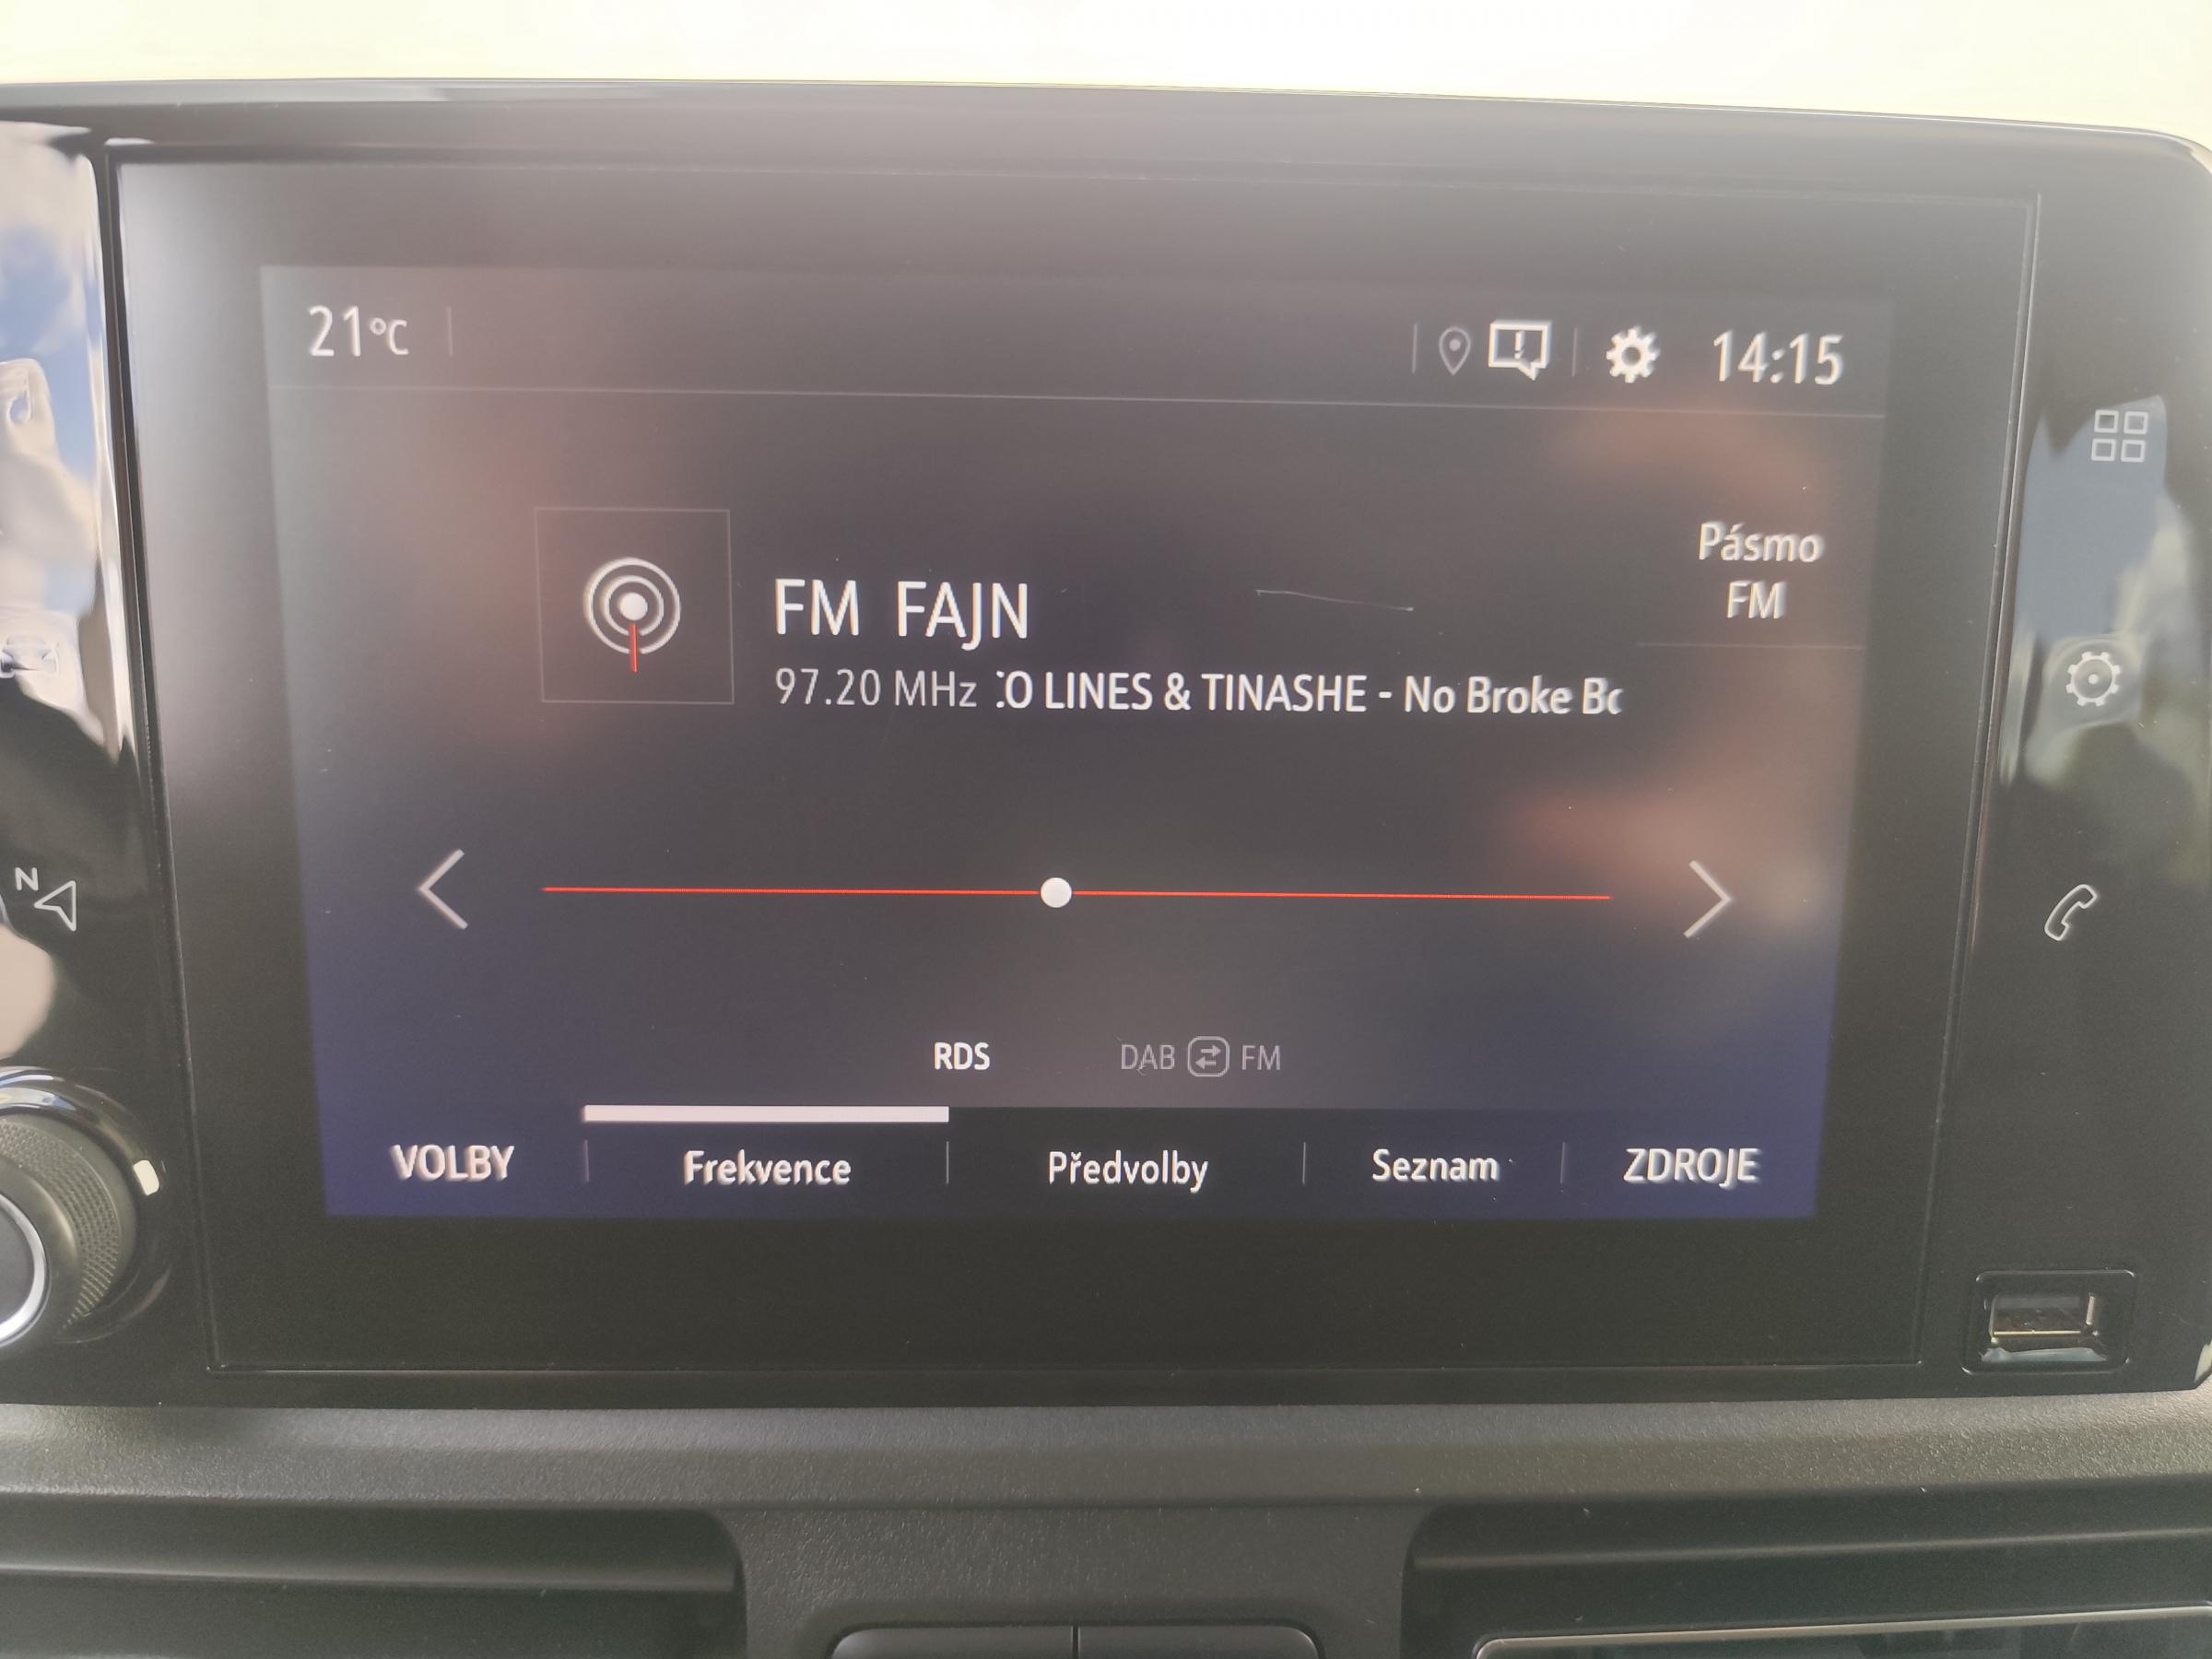 21°C
14:15
Pásmo
FM
FM FAJN
97.20 MHz O LINES & TINASHE - No Broke
RDS DAB FM
VOLBY Frekvence Předvolby Seznam ZDROJE
N